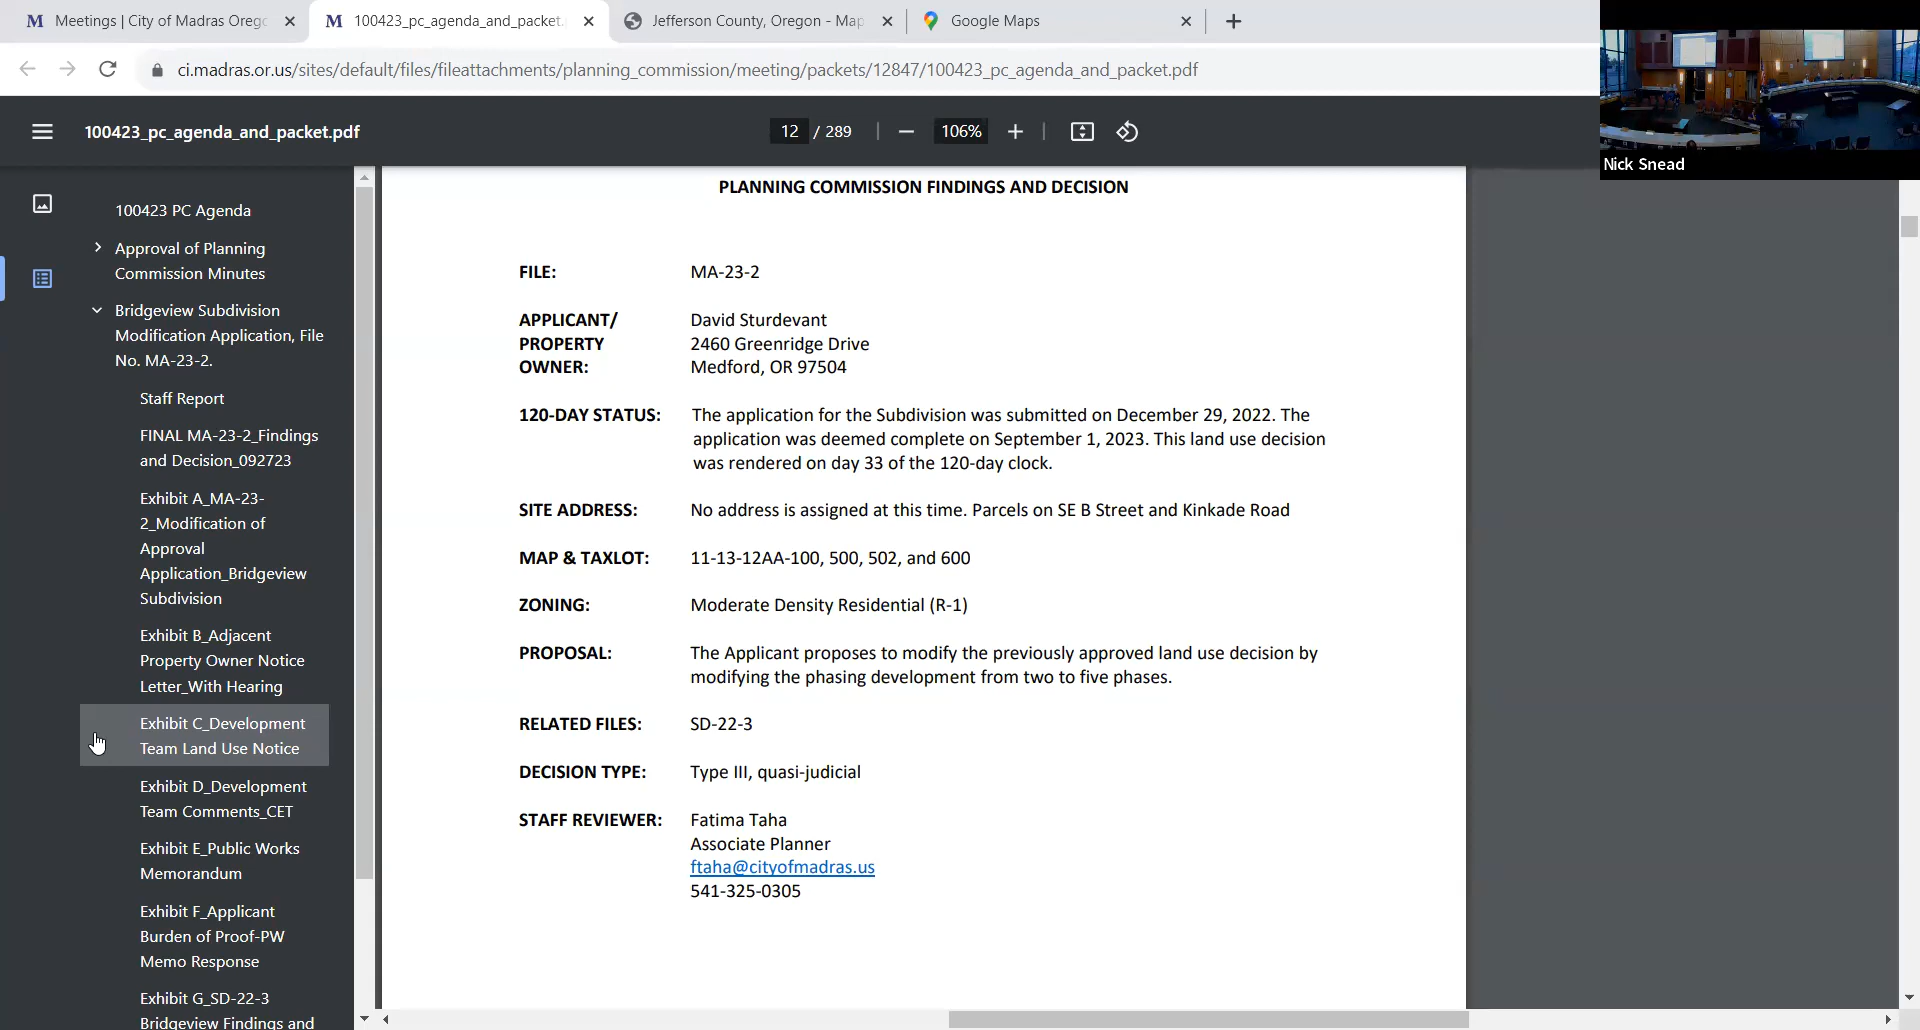 Meetings | City of Madras Orego
100423_pc_agenda_and_packet.
Jefferson County, Oregon - Map
Google Maps
ci.madras.or.us/sites/default/files/fileattachments/planning_commission/meeting/packets/12847/100423_pc_agenda_and_packet.pdf
100423_pc_agenda_and_packet.pdf
12 / 289
106%
Nick Snead
100423 PC Agenda
Approval of Planning
Commission Minutes
Bridgeview Subdivision
Modification Application, File
No. MA-23-2.
Staff Report
FINAL MA-23-2_Findings
and Decision_092723
Exhibit A_MA-23-
2_Modification of
Approval
Application_Bridgeview
Subdivision
Exhibit B_Adjacent
Property Owner Notice
Letter_With Hearing
Exhibit C_Development
Team Land Use Notice
Exhibit D_Development
Team Comments_CET
Exhibit E_Public Works
Memorandum
Exhibit F_Applicant
Burden of Proof-PW
Memo Response
Exhibit G_SD-22-3
Bridgeview Findings and
PLANNING COMMISSION FINDINGS AND DECISION
FILE: MA-23-2
APPLICANT/ David Sturdevant
PROPERTY 2460 Greenridge Drive
OWNER: Medford, OR 97504
120-DAY STATUS: The application for the Subdivision was submitted on December 29, 2022. The
application was deemed complete on September 1, 2023. This land use decision
was rendered on day 33 of the 120-day clock.
SITE ADDRESS: No address is assigned at this time. Parcels on SE B Street and Kinkade Road
MAP & TAXLOT: 11-13-12AA-100, 500, 502, and 600
ZONING: Moderate Density Residential (R-1)
PROPOSAL: The Applicant proposes to modify the previously approved land use decision by
modifying the phasing development from two to five phases.
RELATED FILES: SD-22-3
DECISION TYPE: Type III, quasi-judicial
STAFF REVIEWER: Fatima Taha
Associate Planner
ftaha@cityofmadras.us
541-325-0305